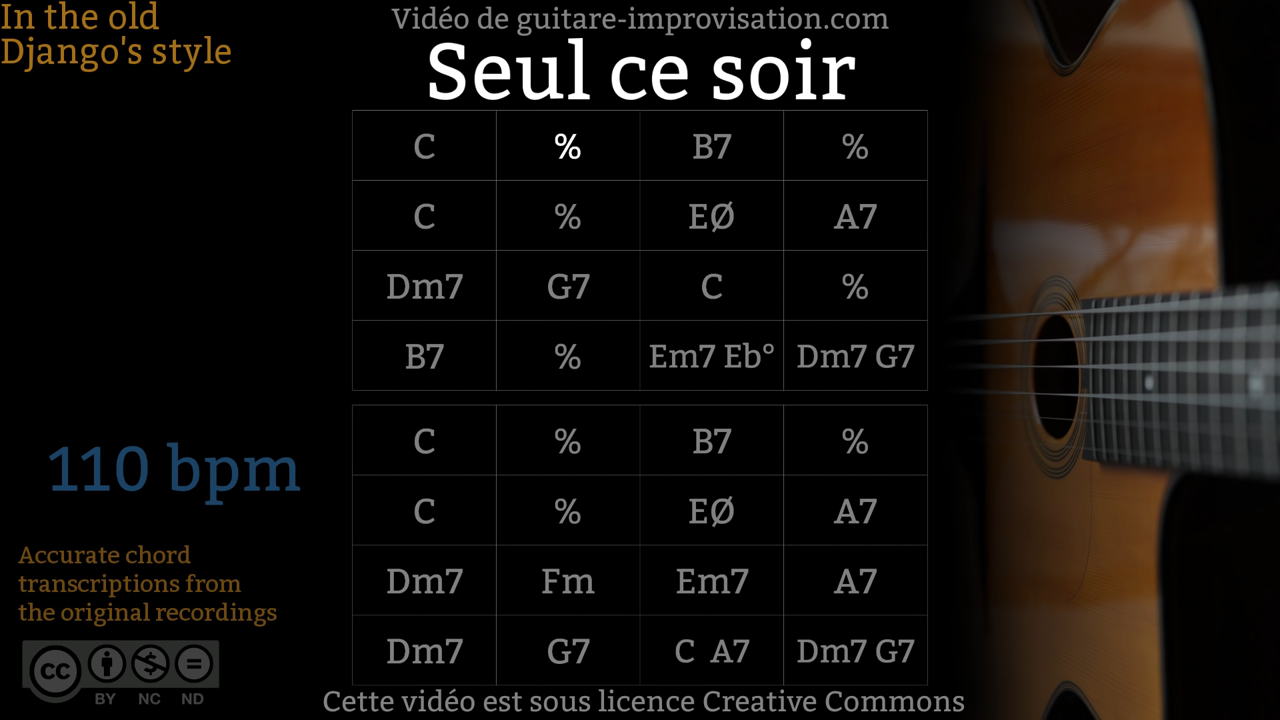 In the old
Django's style
Vidéo de guitare-improvisation.com
Seul ce soir
C % B7 %
C % EØ A7
Dm7 G7 C %
B7 % Em7 Eb° Dm7 G7
C % B7 %
C % EØ A7
Dm7 Fm Em7 A7
Dm7 G7 C A7 Dm7 G7
110 bpm
Accurate chord
transcriptions from
the original recordings
cc
BY NC ND
Cette vidéo est sous licence Creative Commons